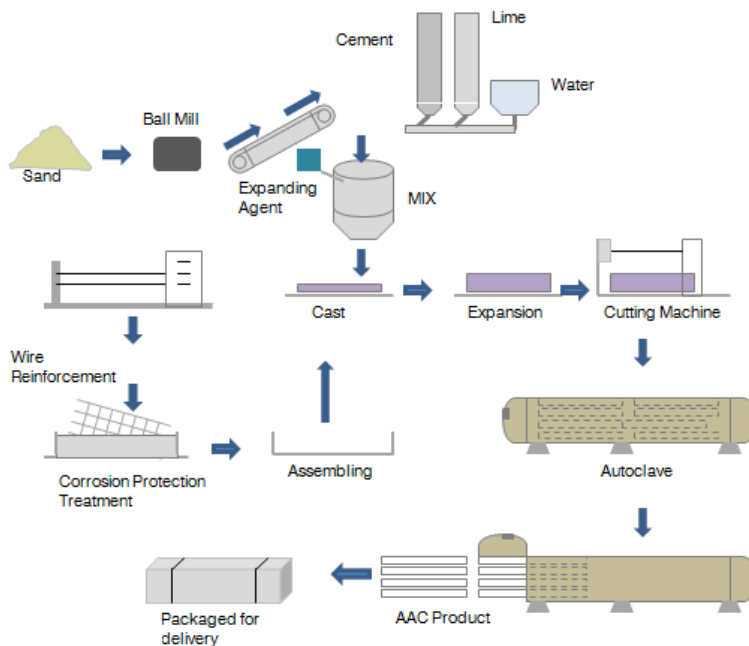 Lime
Cement
Water
Ball Mill
Sand
Expanding
Agent
MIX
Cast
Expansion
Cutting Machine
Wire
Reinforcement
Corrosion Protection
Treatment
Assembling
Autoclave
AAC Product
Packaged for
delivery